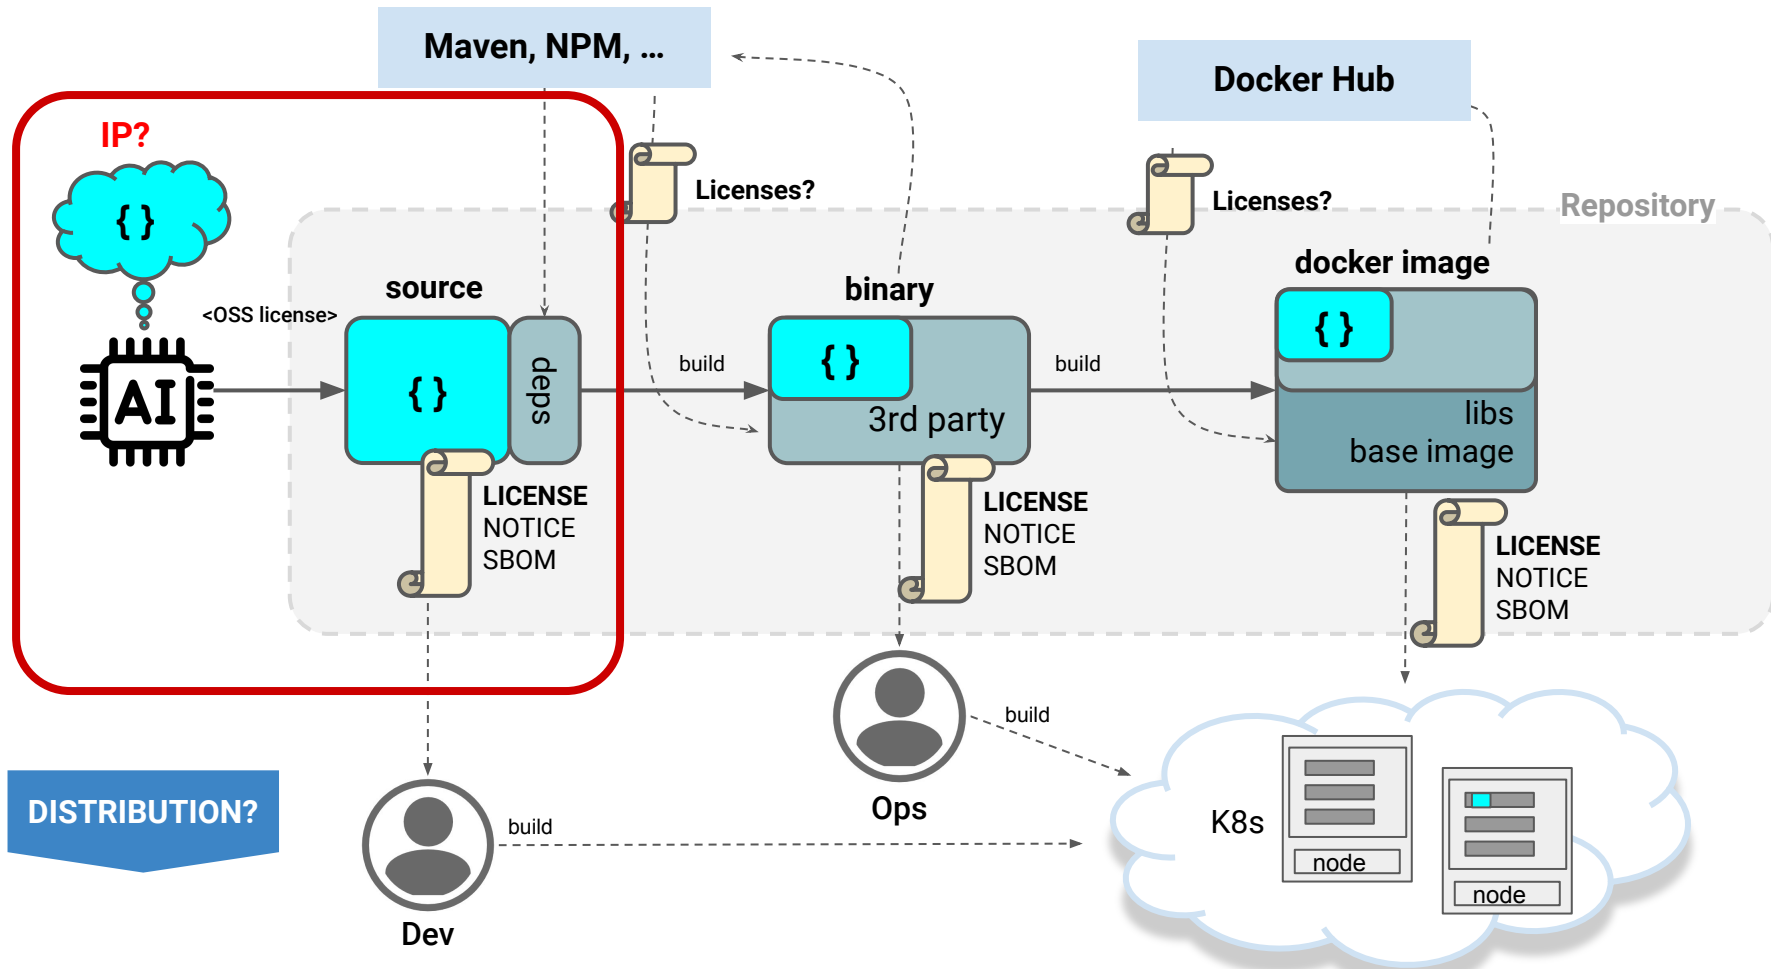 Maven, NPM, ...
Docker Hub
IP?
{ }
Licenses?
Licenses?
Repository
source
binary
docker image
<OSS license>
AI
{ }
deps
build
{ }
3rd party
build
{ }
libs
base image
LICENSE
NOTICE
SBOM
LICENSE
NOTICE
SBOM
LICENSE
NOTICE
SBOM
build
Ops
DISTRIBUTION?
build
Dev
K8s
node
node